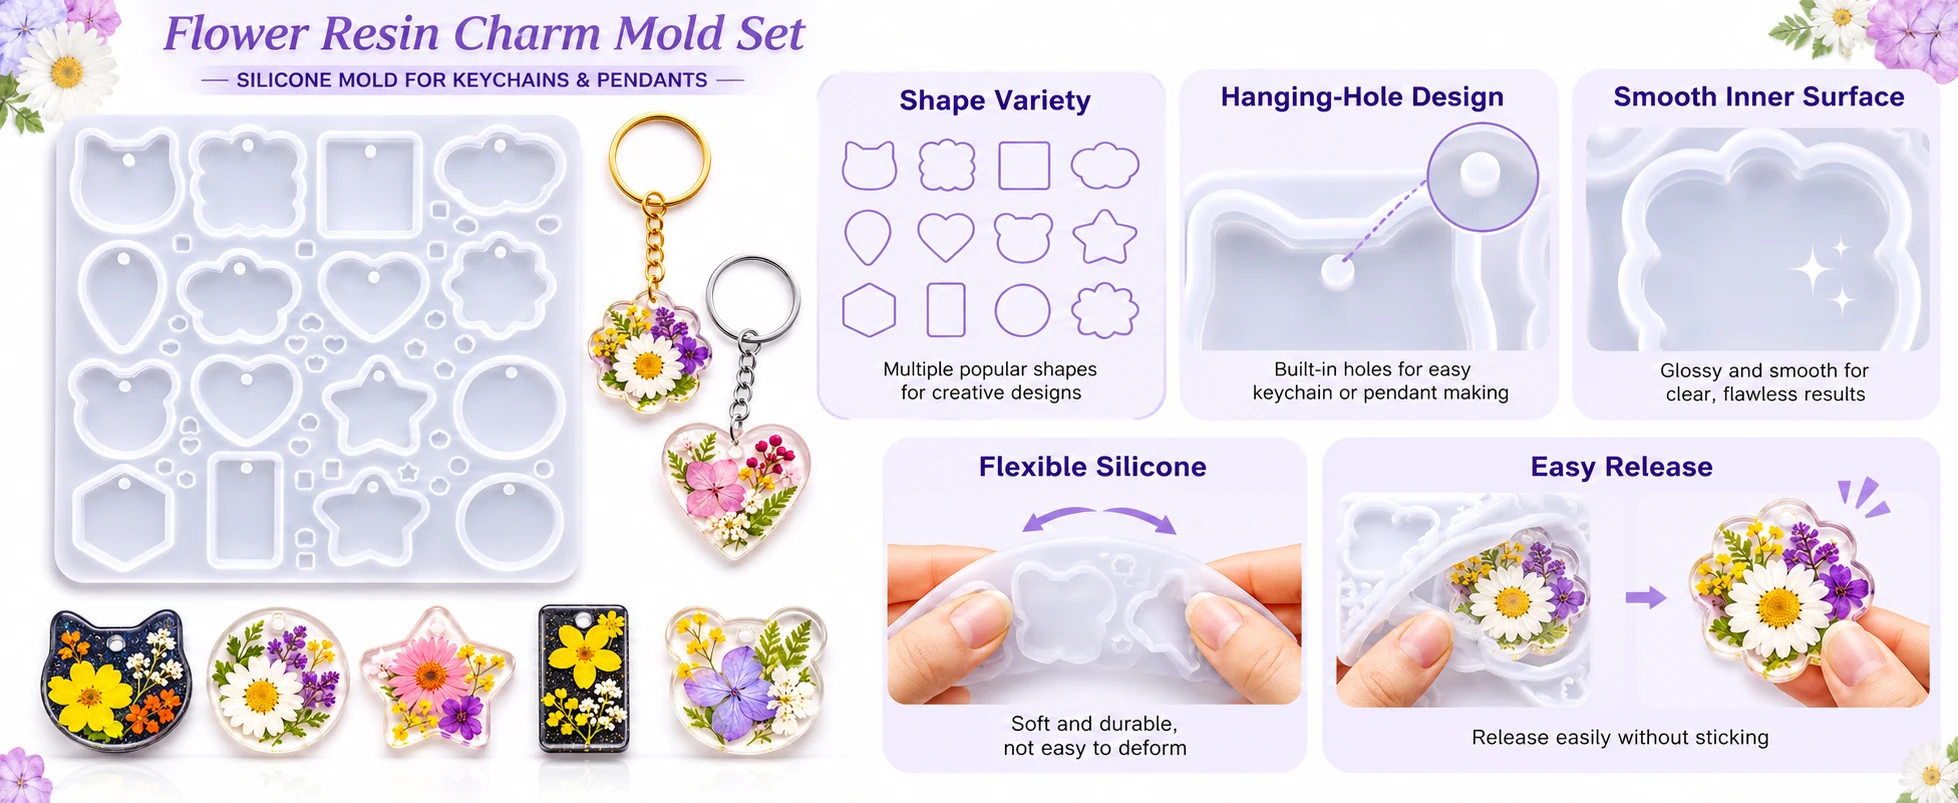 Flower Resin Charm Mold Set
SILICONE MOLD FOR KEYCHAINS & PENDANTS
Shape Variety
Multiple popular shapes
for creative designs
Hanging-Hole Design
Built-in holes for easy
keychain or pendant making
Smooth Inner Surface
Glossy and smooth for
clear, flawless results
Flexible Silicone
Soft and durable,
not easy to deform
Easy Release
Release easily without sticking